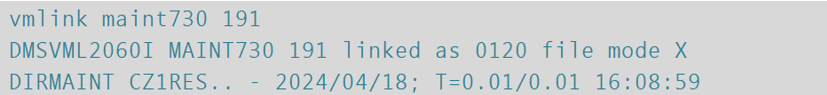 vmlink maint730 191
DMSVML2060I MAINT730 191 linked as 0120 file mode X
DIRMAINT CZ1RES.. - 2024/04/18; T=0.01/0.01 16:08:59